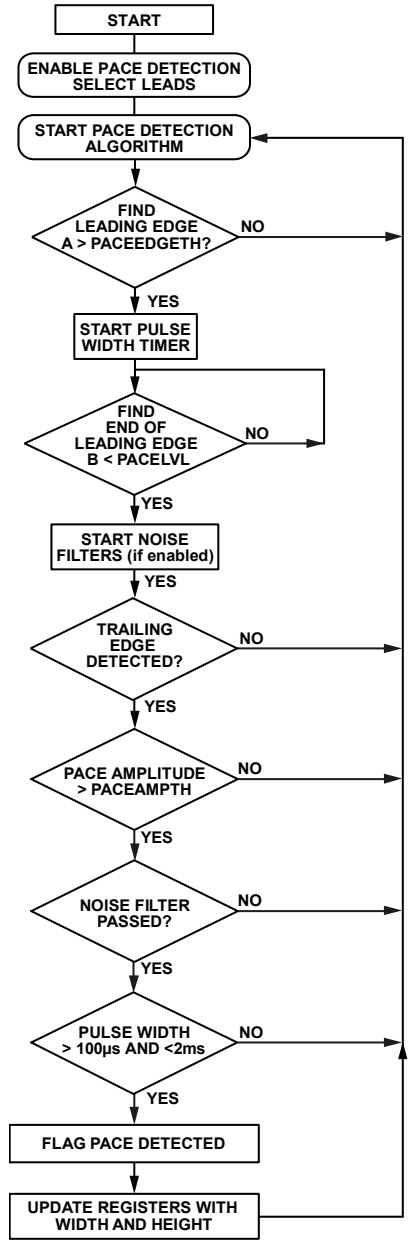 START
ENABLE PACE DETECTION
SELECT LEADS
START PACE DETECTION
ALGORITHM
FIND
LEADING EDGE
A > PACEEDGETH?
NO
YES
START PULSE
WIDTH TIMER
FIND
END OF
LEADING EDGE
B < PACELVL
NO
YES
START NOISE
FILTERS (if enabled)
YES
TRAILING
EDGE
DETECTED?
NO
YES
PACE AMPLITUDE
> PACEAMPTH
NO
YES
NOISE FILTER
PASSED?
NO
YES
PULSE WIDTH
> 100µs AND <2ms
NO
YES
FLAG PACE DETECTED
UPDATE REGISTERS WITH
WIDTH AND HEIGHT